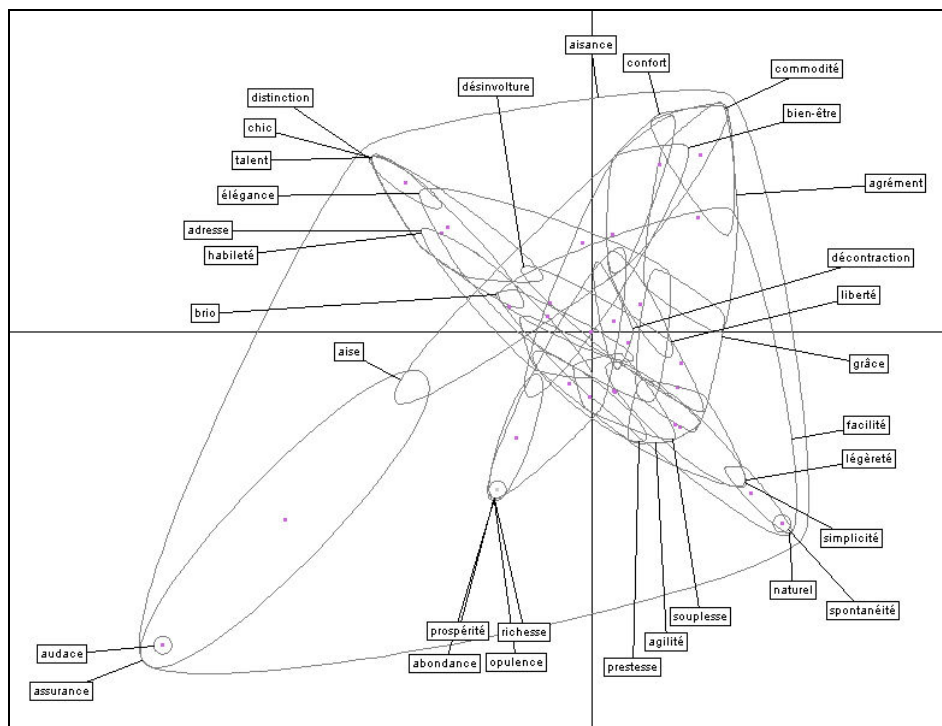 aisance
confort
commodité
désinvolture
distinction
bien-être
chic
talent
agrément
élégance
adresse
habileté
décontraction
liberté
brio
aise
grâce
facilité
légèreté
simplicité
naturel
spontanéité
souplesse
prospérité
richesse
agilité
audace
abondance
opulence
prestesse
assurance